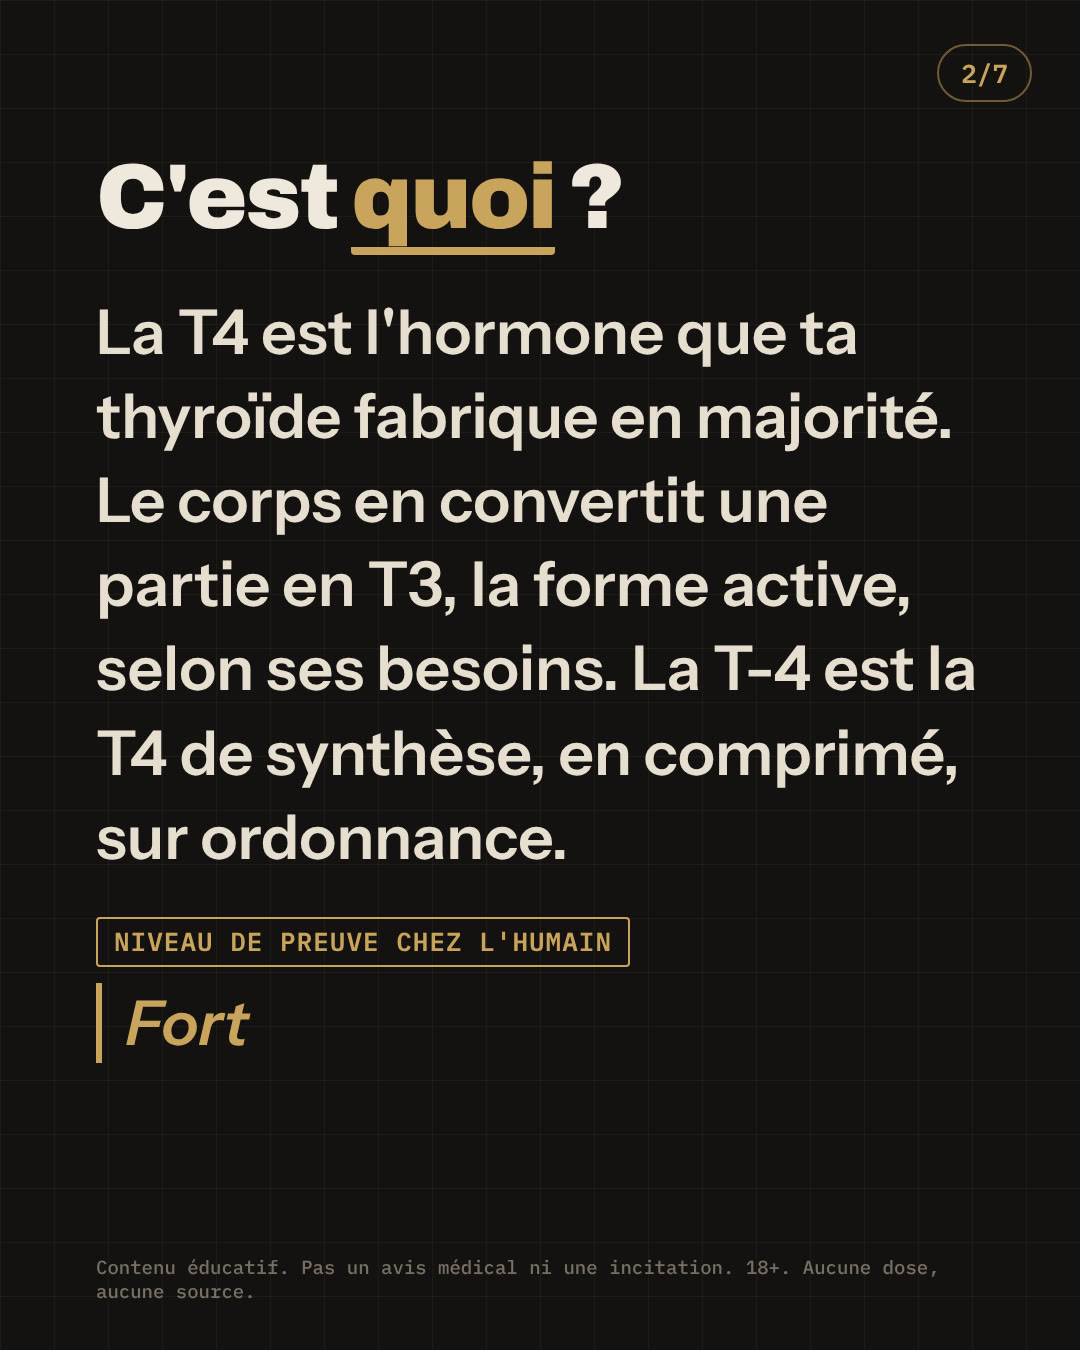 2/7
C'est quoi ?
La T4 est l'hormone que ta
thyroïde fabrique en majorité.
Le corps en convertit une
partie en T3, la forme active,
selon ses besoins. La T-4 est la
T4 de synthèse, en comprimé,
sur ordonnance.
NIVEAU DE PREUVE CHEZ L'HUMAIN
Fort
Contenu éducatif. Pas un avis médical ni une incitation. 18+. Aucune dose,
aucune source.